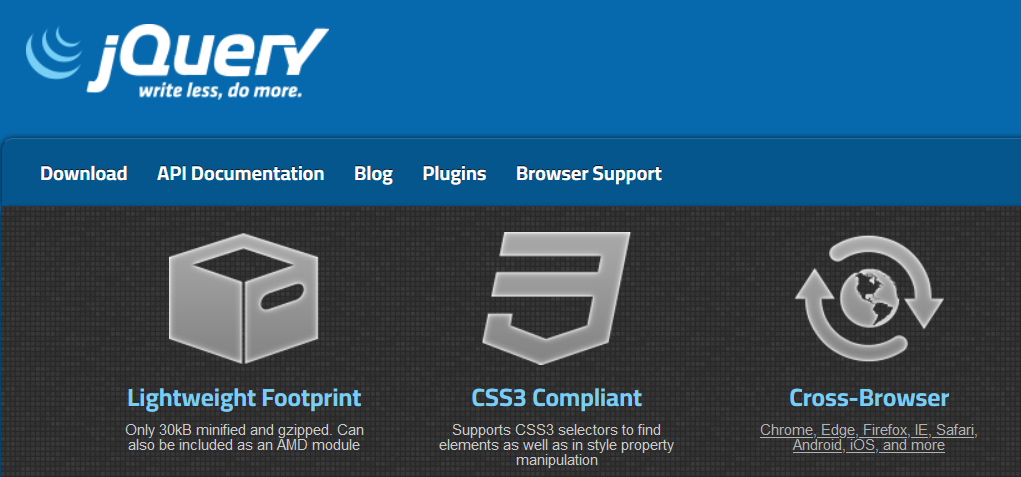 jQuery
write less, do more.
Download API Documentation Blog Plugins Browser Support
Lightweight Footprint
Only 30kB minified and gzipped. Can
also be included as an AMD module
CSS3 Compliant
Supports CSS3 selectors to find
elements as well as in style property
manipulation
Cross-Browser
Chrome, Edge, Firefox, IE, Safari,
Android, iOS, and more